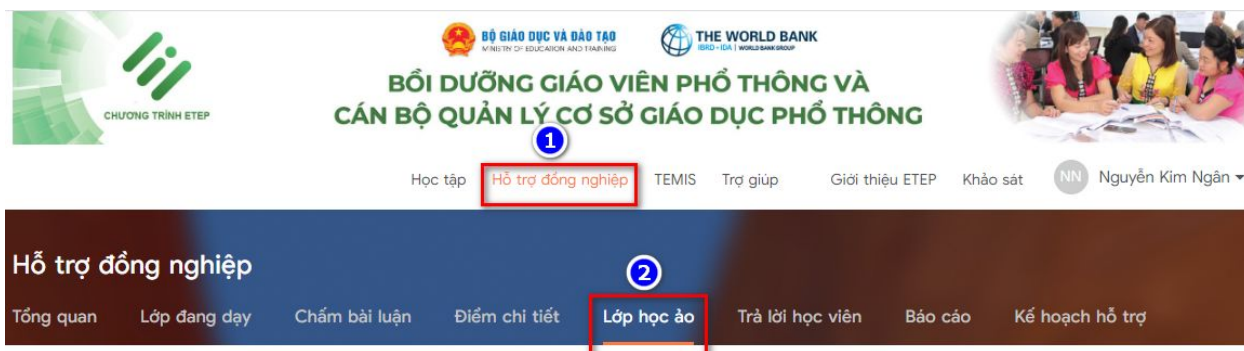 BỘ GIÁO DỤC VÀ ĐÀO TẠO
MINISTRY OF EDUCATION AND TRAINING
THE WORLD BANK
IBRD • IDA | WORLD BANK GROUP
CHƯƠNG TRÌNH ETEP
BỒI DƯỠNG GIÁO VIÊN PHỔ THÔNG VÀ
CÁN BỘ QUẢN LÝ CƠ SỞ GIÁO DỤC PHỔ THÔNG
1
Học tập Hỗ trợ đồng nghiệp TEMIS Trợ giúp Giới thiệu ETEP Khảo sát NN Nguyễn Kim Ngân
Hỗ trợ đồng nghiệp
2
Tổng quan Lớp đang dạy Chấm bài luận Điểm chi tiết Lớp học ảo Trả lời học viên Báo cáo Kế hoạch hỗ trợ